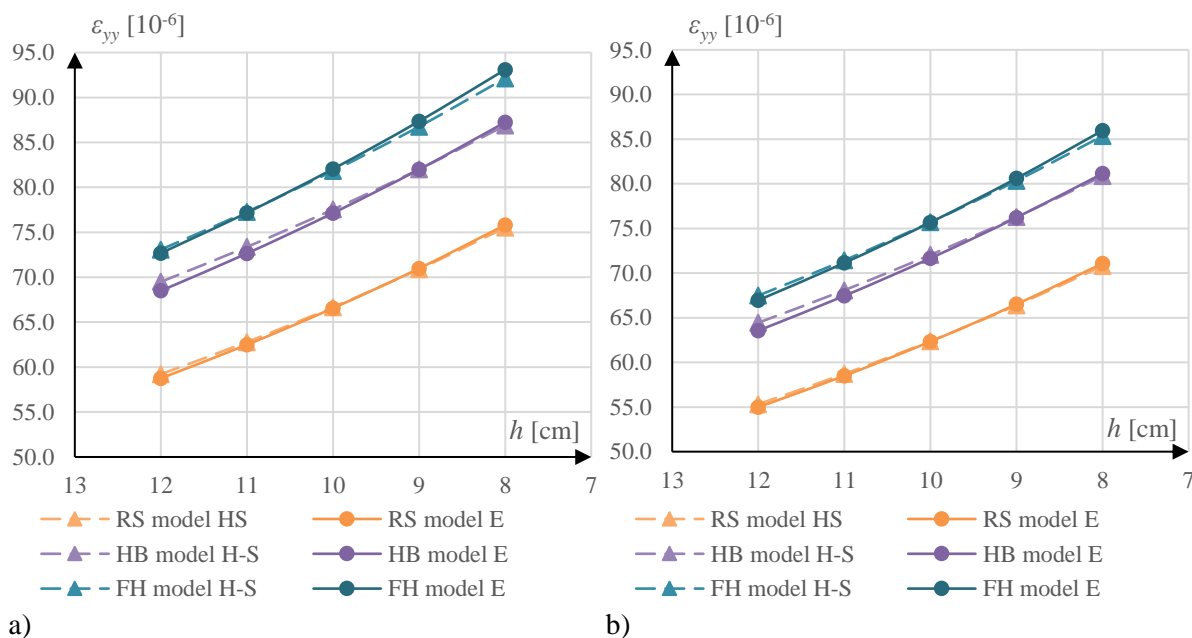 ε_yy [10⁻⁶]
95.0
90.0
85.0
80.0
75.0
70.0
65.0
60.0
55.0
50.0
h [cm]
13 12 11 10 9 8 7
RS model HS RS model E
HB model H-S HB model E
FH model H-S FH model E
a)
ε_yy [10⁻⁶]
95.0
90.0
85.0
80.0
75.0
70.0
65.0
60.0
55.0
50.0
h [cm]
13 12 11 10 9 8 7
RS model HS RS model E
HB model H-S HB model E
FH model H-S FH model E
b)